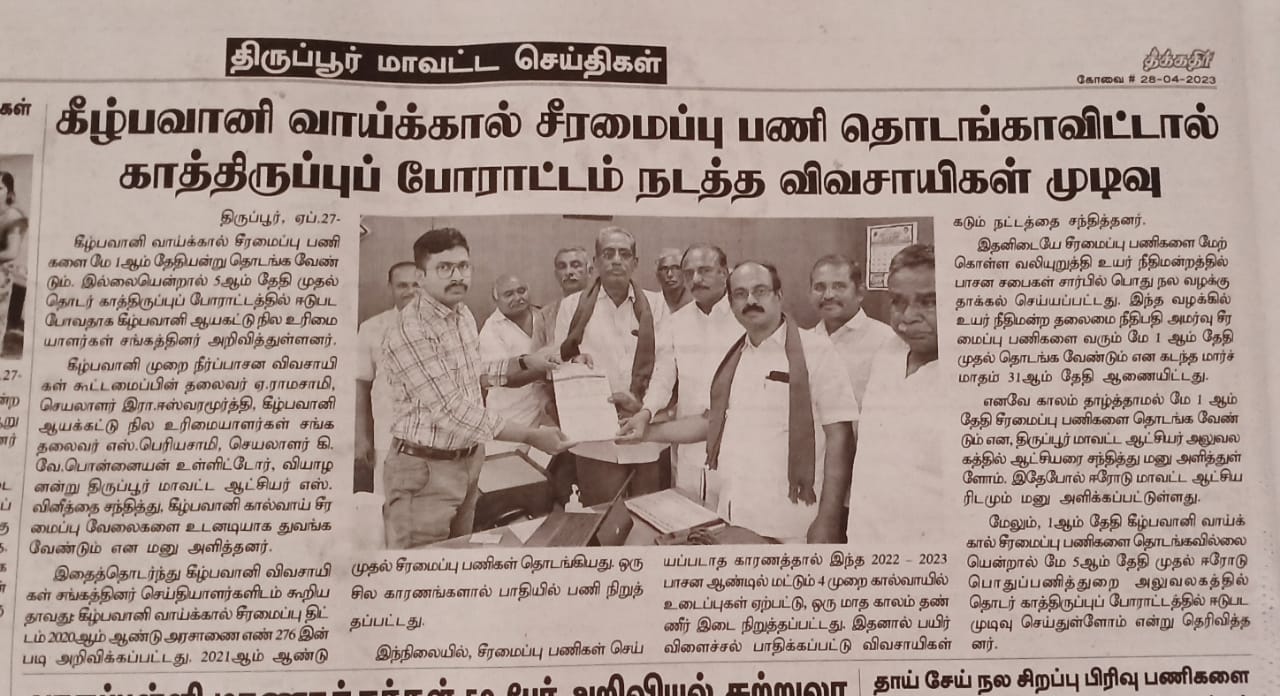 திருப்பூர் மாவட்ட செய்திகள்
தீக்கதிர்
கோவை # 28-04-2023
கீழ்பவானி வாய்க்கால் சீரமைப்பு பணி தொடங்காவிட்டால்
காத்திருப்புப் போராட்டம் நடத்த விவசாயிகள் முடிவு
திருப்பூர், ஏப்.27-
கீழ்பவானி வாய்க்கால் சீரமைப்பு பணி
களை மே 1ஆம் தேதியன்று தொடங்க வேண்
டும். இல்லையென்றால் 5ஆம் தேதி முதல்
தொடர் காத்திருப்புப் போராட்டத்தில் ஈடுபட
போவதாக கீழ்பவானி ஆயகட்டு நில உரிமை
யாளர்கள் சங்கத்தினர் அறிவித்துள்ளனர்.
கீழ்பவானி முறை நீர்ப்பாசன விவசாயி
கள் கூட்டமைப்பின் தலைவர் ஏ.ராமசாமி,
செயலாளர் இரா.ஈஸ்வரமூர்த்தி, கீழ்பவானி
ஆயக்கட்டு நில உரிமையாளர்கள் சங்க
தலைவர் எஸ்.பெரியசாமி, செயலாளர் கி.
வே.பொன்னையன் உள்ளிட்டோர், வியாழ
னன்று திருப்பூர் மாவட்ட ஆட்சியர் எஸ்.
வினீத்தை சந்தித்து, கீழ்பவானி கால்வாய் சீர
மைப்பு வேலைகளை உடனடியாக துவங்க
வேண்டும் என மனு அளித்தனர்.
இதைத்தொடர்ந்து கீழ்பவானி விவசாயி
கள் சங்கத்தினர் செய்தியாளர்களிடம் கூறிய
தாவது: கீழ்பவானி வாய்க்கால் சீரமைப்பு திட்
டம் 2020ஆம் ஆண்டு அரசாணை எண் 276 இன்
படி அறிவிக்கப்பட்டது. 2021ஆம் ஆண்டு
முதல் சீரமைப்பு பணிகள் தொடங்கியது. ஒரு
சில காரணங்களால் பாதியில் பணி நிறுத்
தப்பட்டது.
இந்நிலையில், சீரமைப்பு பணிகள் செய்
யப்படாத காரணத்தால் இந்த 2022 – 2023
பாசன ஆண்டில் மட்டும் 4 முறை கால்வாயில்
உடைப்புகள் ஏற்பட்டு, ஒரு மாத காலம் தண்
ணீர் இடை நிறுத்தப்பட்டது. இதனால் பயிர்
விளைச்சல் பாதிக்கப்பட்டு விவசாயிகள்
கடும் நட்டத்தை சந்தித்தனர்.
இதனிடையே சீரமைப்பு பணிகளை மேற்
கொள்ள வலியுறுத்தி உயர் நீதிமன்றத்தில்
பாசன சபைகள் சார்பில் பொது நல வழக்கு
தாக்கல் செய்யப்பட்டது. இந்த வழக்கில்
உயர் நீதிமன்ற தலைமை நீதிபதி அமர்வு சீர
மைப்பு பணிகளை வரும் மே 1 ஆம் தேதி
முதல் தொடங்க வேண்டும் என கடந்த மார்ச்
மாதம் 31ஆம் தேதி ஆணையிட்டது.
எனவே காலம் தாழ்த்தாமல் மே 1 ஆம்
தேதி சீரமைப்பு பணிகளை தொடங்க வேண்
டும் என, திருப்பூர் மாவட்ட ஆட்சியர் அலுவல
கத்தில் ஆட்சியரை சந்தித்து மனு அளித்துள்
ளோம். இதேபோல் ஈரோடு மாவட்ட ஆட்சிய
ரிடமும் மனு அளிக்கப்பட்டுள்ளது.
மேலும், 1ஆம் தேதி கீழ்பவானி வாய்க்
கால் சீரமைப்பு பணிகளை தொடங்கவில்லை
யென்றால் மே 5ஆம் தேதி முதல் ஈரோடு
பொதுப்பணித்துறை அலுவலகத்தில்
தொடர் காத்திருப்புப் போராட்டத்தில் ஈடுபட
முடிவு செய்துள்ளோம் என்று தெரிவித்த
னர்.
தாய் சேய் நல சிறப்பு பிரிவு பணிகளை